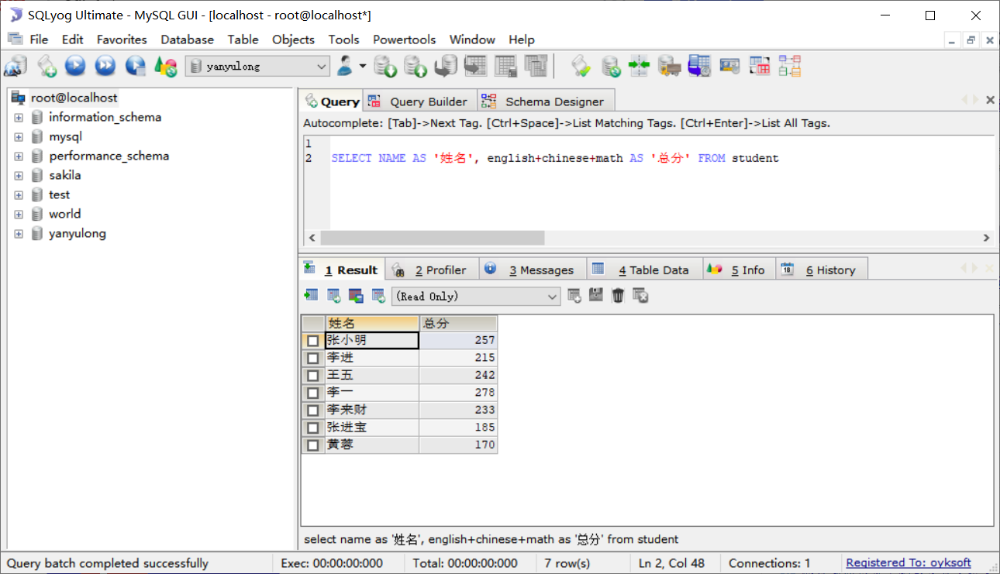 SQLyog Ultimate - MySQL GUI - [localhost - root@localhost*]
File Edit Favorites Database Table Objects Tools Powertools Window Help
yanyulong
root@localhost
information_schema
mysql
performance_schema
sakila
test
world
yanyulong
Query Query Builder Schema Designer
Autocomplete: [Tab]->Next Tag. [Ctrl+Space]->List Matching Tags. [Ctrl+Enter]->List All Tags.
1
2 SELECT NAME AS '姓名', english+chinese+math AS '总分' FROM student
1 Result 2 Profiler 3 Messages 4 Table Data 5 Info 18 6 History
(Read Only)
姓名 总分
张小明 257
李进 215
王五 242
李一 278
李来财 233
张进宝 185
黄蓉 170
select name as '姓名', english+chinese+math as '总分' from student
Query batch completed successfully Exec: 00:00:00:000 Total: 00:00:00:000 7 row(s) Ln 2, Col 48 Connections: 1 Registered To: oyksoft